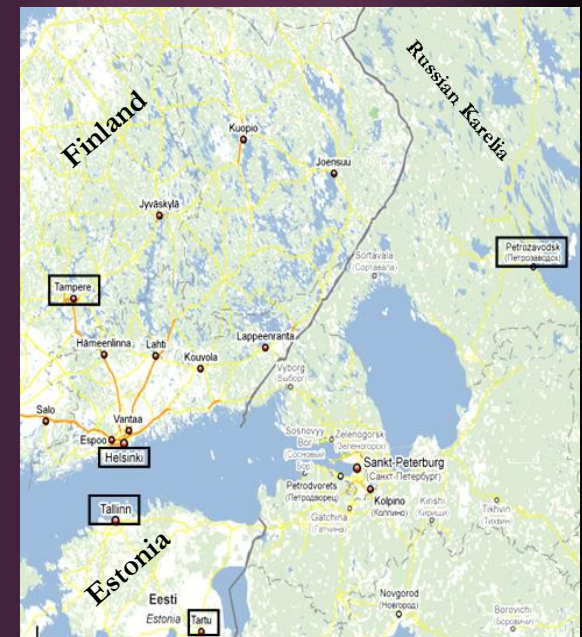 Finland
Russian Karelia
Kuopio
Joensuu
Jyväskylä
Petrozavodsk
(Петрозаводск)
Sortavala
(Сортавала)
Tampere
Hämeenlinna
Lahti
Lappeenranta
Kouvola
Vyborg
(Выборг)
Salo
Vantaa
Espoo
Helsinki
Sosnovyy
Bor
(Сосновый
Бор)
Zelenogorsk
(Зеленогорск)
Sankt-Peterburg
(Санкт-Петербург)
Petrodvorets
(Петродворец)
Kolpino
(Колпино)
Kirishi
(Кириши)
Tikhvin
(Тихвин)
Gatchina
(Гатчина)
Tallinn
Estonia
Eesti
Estonia
Tartu
Novgorod
(Новгород)
Borovichi
(Боровичи)